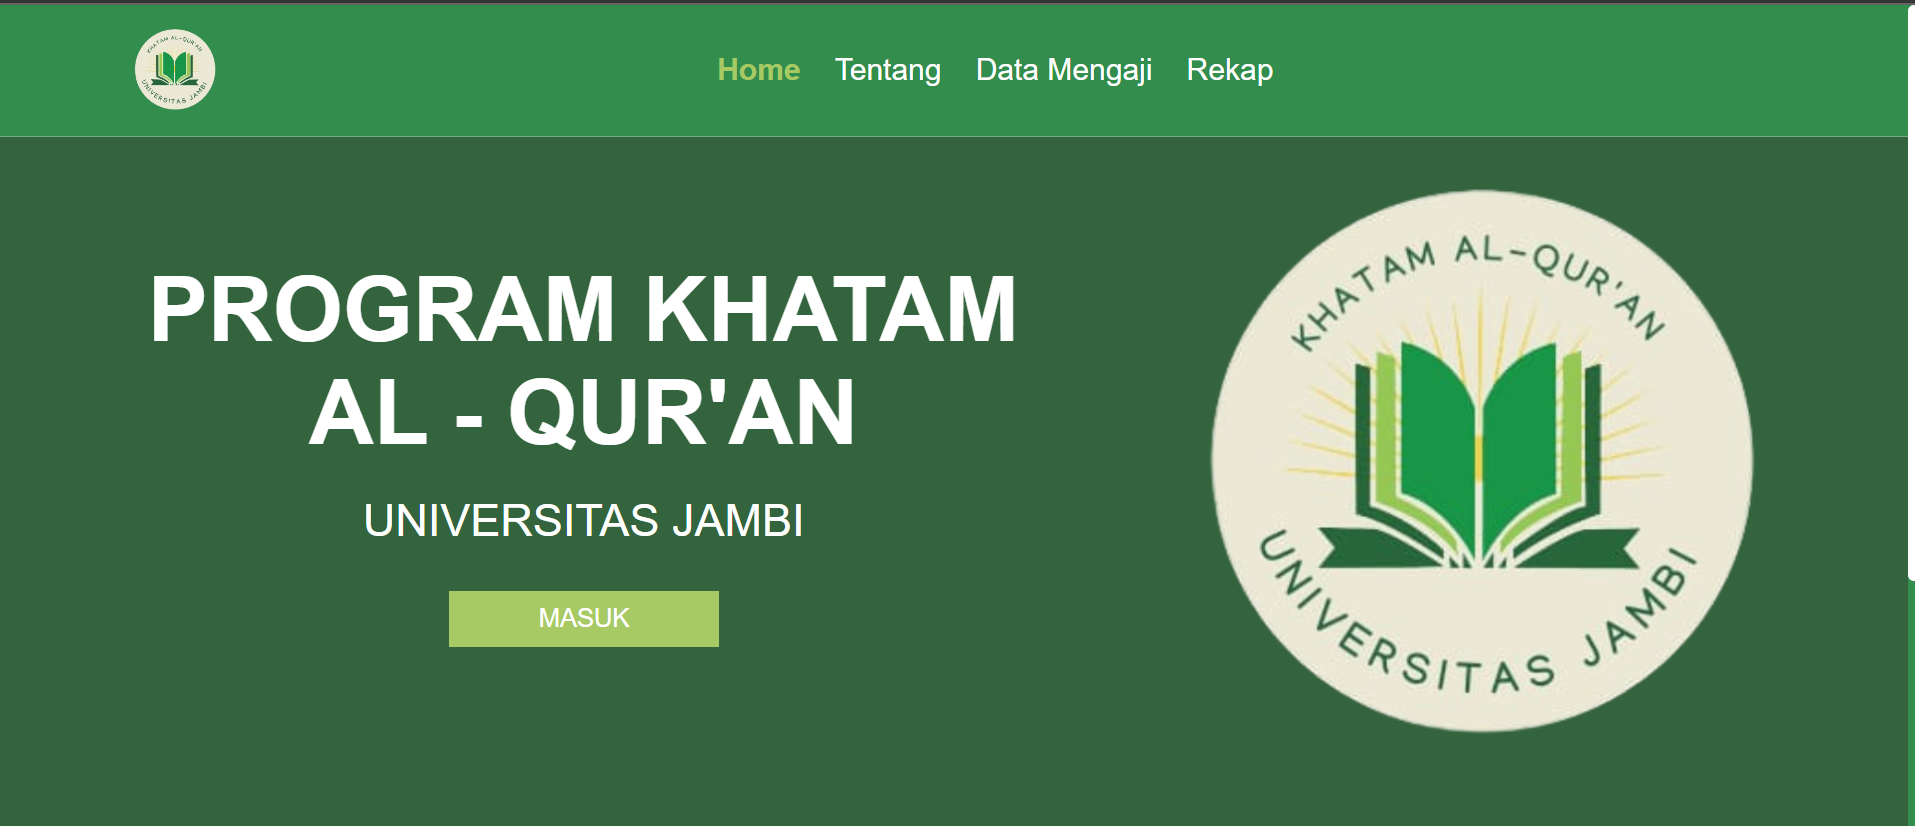 KHATAM AL-QUR'AN
UNIVERSITAS JAMBI
Home Tentang Data Mengaji Rekap
PROGRAM KHATAM
AL - QUR'AN
UNIVERSITAS JAMBI
MASUK
KHATAM AL-QUR'AN
UNIVERSITAS JAMBI